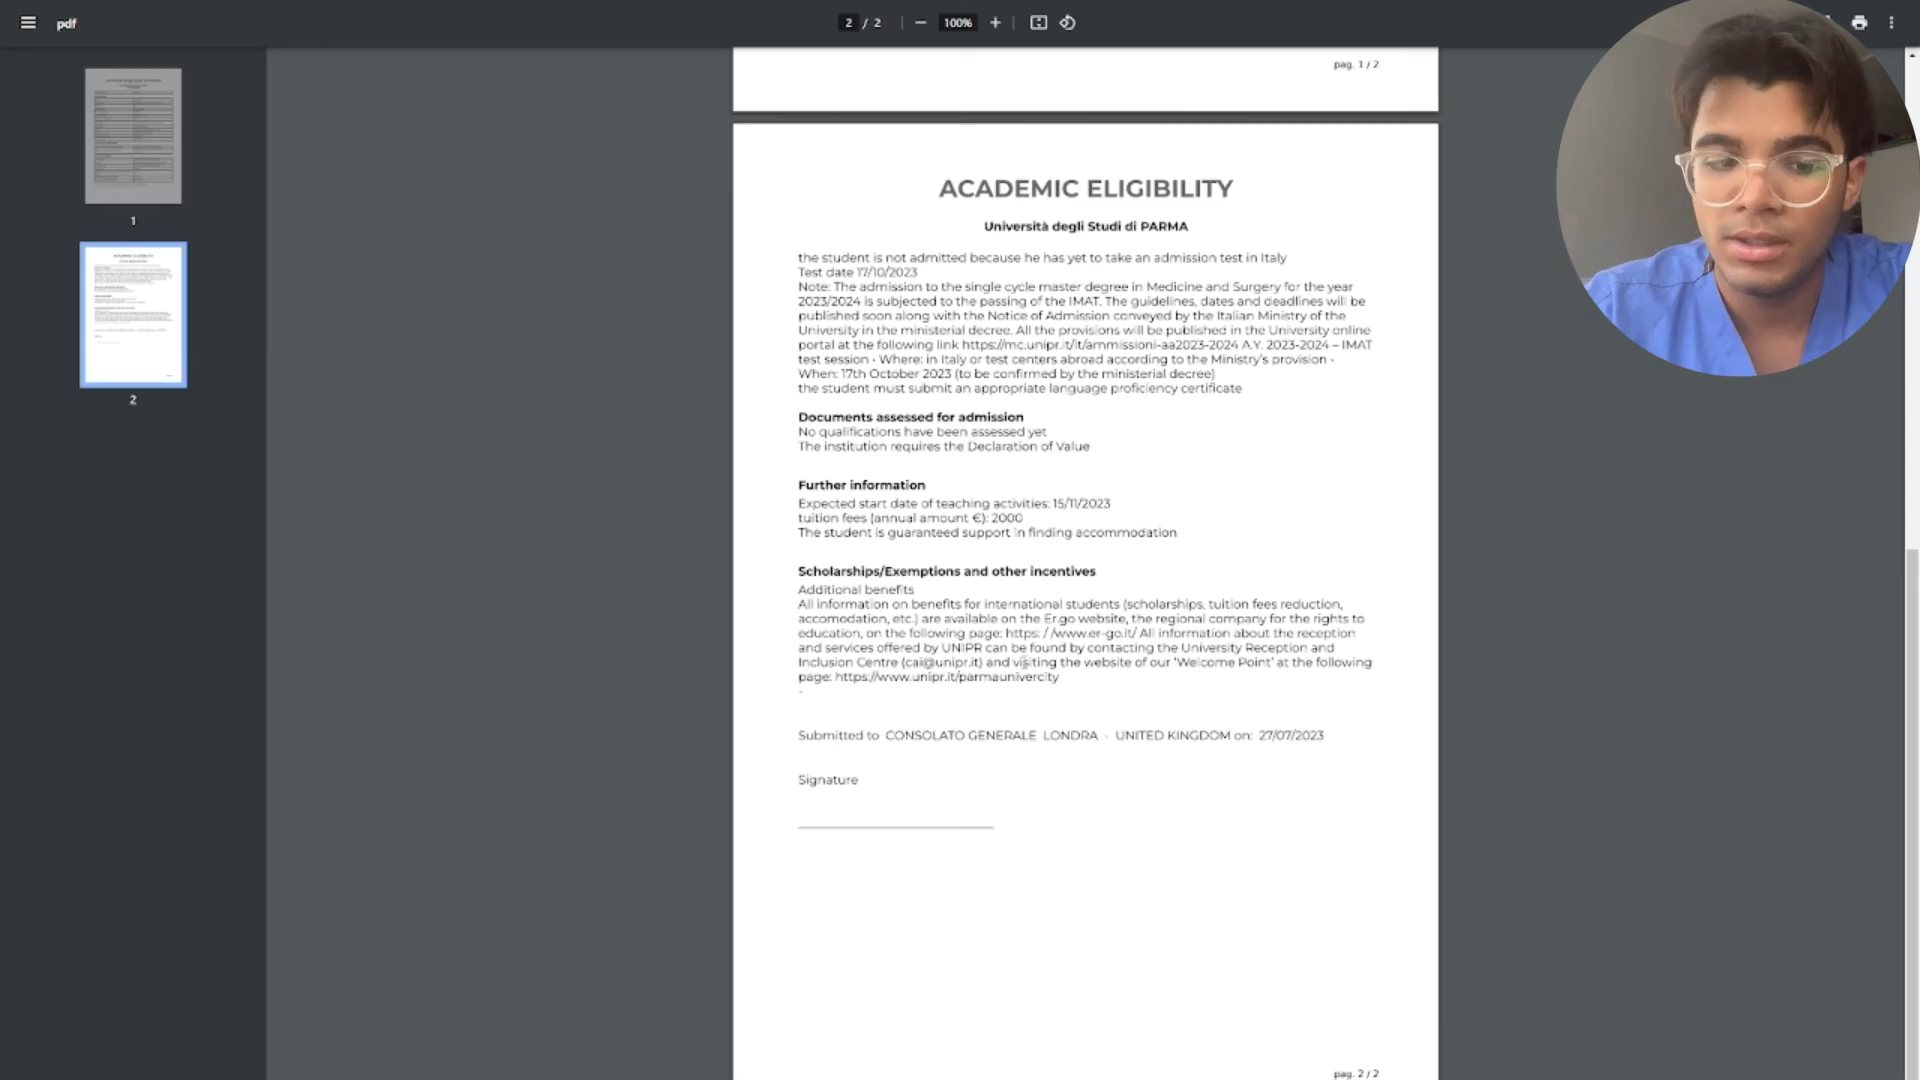 pdf
2 / 2
100%
pag. 1 / 2
1
2
ACADEMIC ELIGIBILITY
Università degli Studi di PARMA
the student is not admitted because he has yet to take an admission test in Italy
Test date 17/10/2023
Note: The admission to the single cycle master degree in Medicine and Surgery for the year
2023/2024 is subjected to the passing of the IMAT. The guidelines, dates and deadlines will be
published soon along with the Notice of Admission conveyed by the Italian Ministry of the
University in the ministerial decree. All the provisions will be published in the University online
portal at the following link https://mc.unipr.it/it/ammissioni-aa2023-2024 A.Y. 2023-2024 – IMAT
test session • Where: in Italy or test centers abroad according to the Ministry's provision •
When: 17th October 2023 (to be confirmed by the ministerial decree)
the student must submit an appropriate language proficiency certificate
Documents assessed for admission
No qualifications have been assessed yet
The institution requires the Declaration of Value
Further information
Expected start date of teaching activities: 15/11/2023
tuition fees (annual amount €): 2000
The student is guaranteed support in finding accommodation
Scholarships/Exemptions and other incentives
Additional benefits
All information on benefits for international students (scholarships, tuition fees reduction,
accomodation, etc.) are available on the Er.go website, the regional company for the rights to
education, on the following page: https: / /www.er-go.it/ All information about the reception
and services offered by UNIPR can be found by contacting the University Reception and
Inclusion Centre (cai@unipr.it) and visiting the website of our 'Welcome Point' at the following
page: https://www.unipr.it/parmaunivercity
-
Submitted to CONSOLATO GENERALE LONDRA - UNITED KINGDOM on: 27/07/2023
Signature
pag. 2 / 2